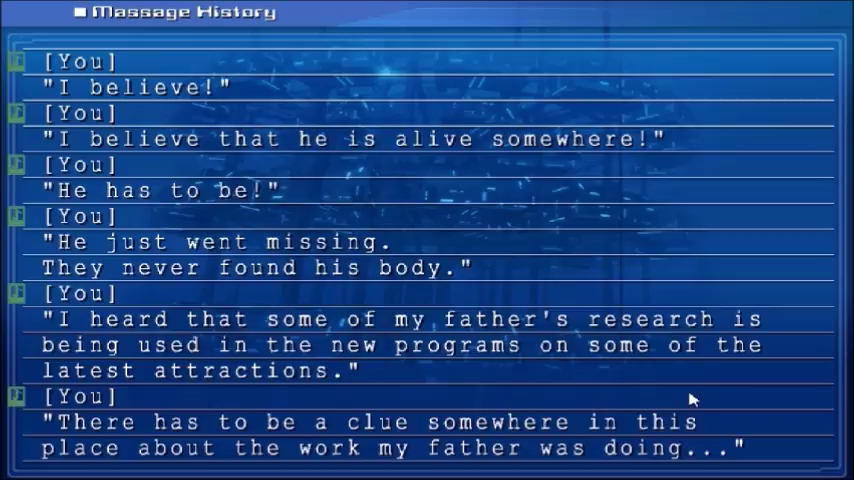 Massage History
[You]
"I believe!"
[You]
"I believe that he is alive somewhere!"
[You]
"He has to be!"
[You]
"He just went missing.
They never found his body."
[You]
"I heard that some of my father's research is
being used in the new programs on some of the
latest attractions."
[You]
"There has to be a clue somewhere in this
place about the work my father was doing..."